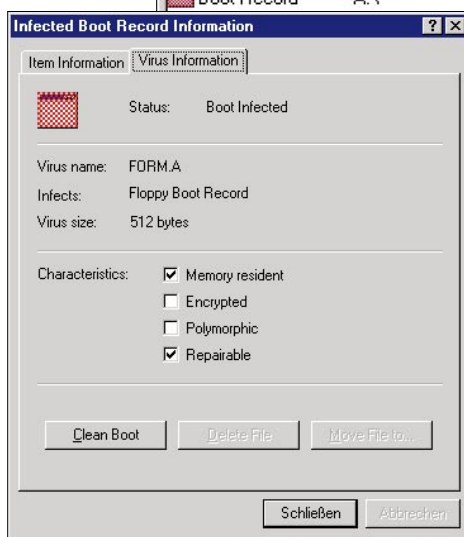 Boot Record A:\
Infected Boot Record Information
Item Information Virus Information
Status: Boot Infected
Virus name: FORM.A
Infects: Floppy Boot Record
Virus size: 512 bytes
Characteristics: Memory resident
Encrypted
Polymorphic
Repairable
Clean Boot Delete File Move File to...
Schließen Abbrechen